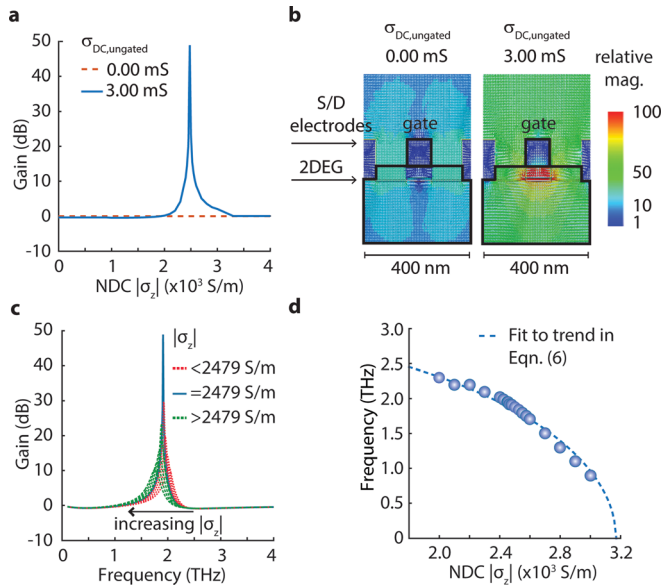 a
50
40
30
20
10
0
-10
Gain (dB)
σDC,ungated
0.00 mS
3.00 mS
0 1 2 3 4
NDC |σz| (x10³ S/m)
b
σDC,ungated
0.00 mS
σDC,ungated
3.00 mS
relative
mag.
S/D
electrodes
gate
gate
2DEG
100
50
10
1
400 nm
400 nm
c
50
40
30
20
10
0
-10
Gain (dB)
|σz|
<2479 S/m
=2479 S/m
>2479 S/m
increasing |σz|
0 1 2 3 4
Frequency (THz)
d
3.0
2.5
2.0
1.5
1.0
0.5
0
Frequency (THz)
Fit to trend in
Eqn. (6)
2.0 2.4 2.8 3.2
NDC |σz| (x10³ S/m)